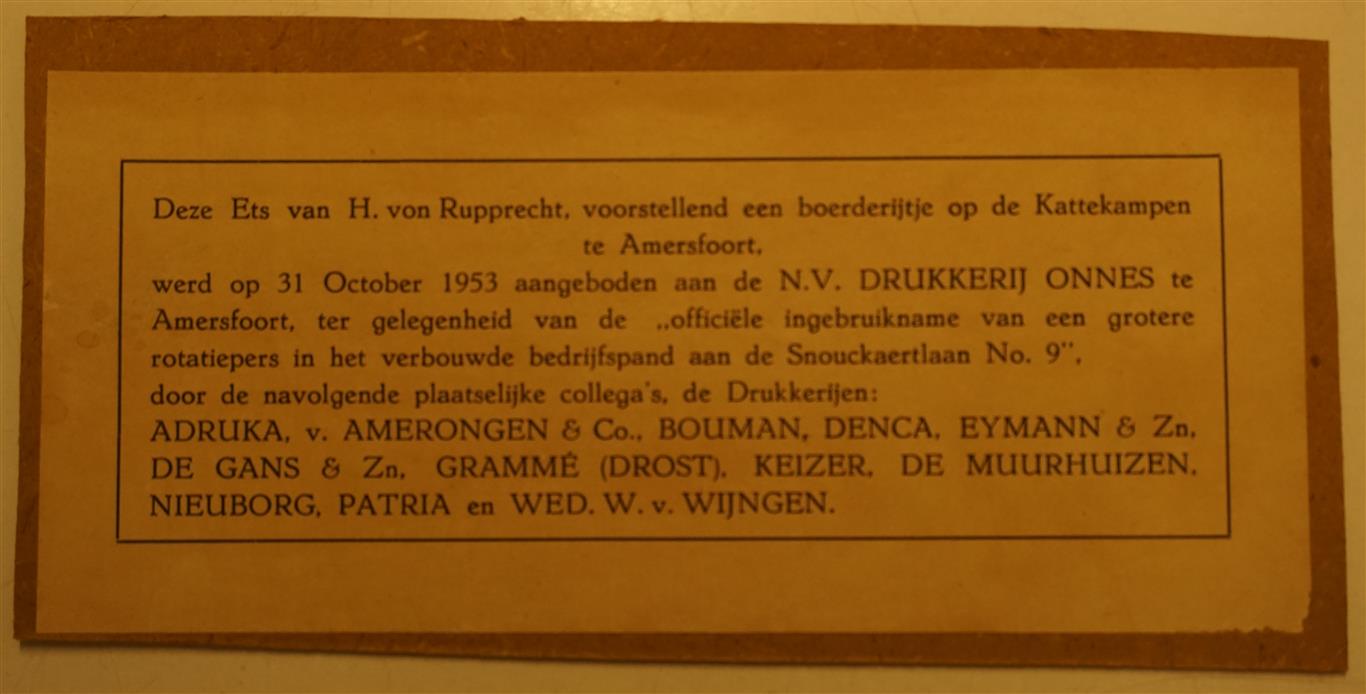 Deze Ets van H. von Rupprecht, voorstellend een boerderijtje op de Kattekampen
te Amersfoort,
werd op 31 October 1953 aangeboden aan de N.V. DRUKKERIJ ONNES te
Amersfoort, ter gelegenheid van de „officiële ingebruikname van een grotere
rotatiepers in het verbouwde bedrijfspand aan de Snouckaertlaan No. 9”,
door de navolgende plaatselijke collega's, de Drukkerijen:
ADRUKA, v. AMERONGEN & Co., BOUMAN, DENCA, EYMANN & Zn,
DE GANS & Zn, GRAMMÉ (DROST), KEIZER, DE MUURHUIZEN,
NIEUBORG, PATRIA en WED. W. v. WIJNGEN.